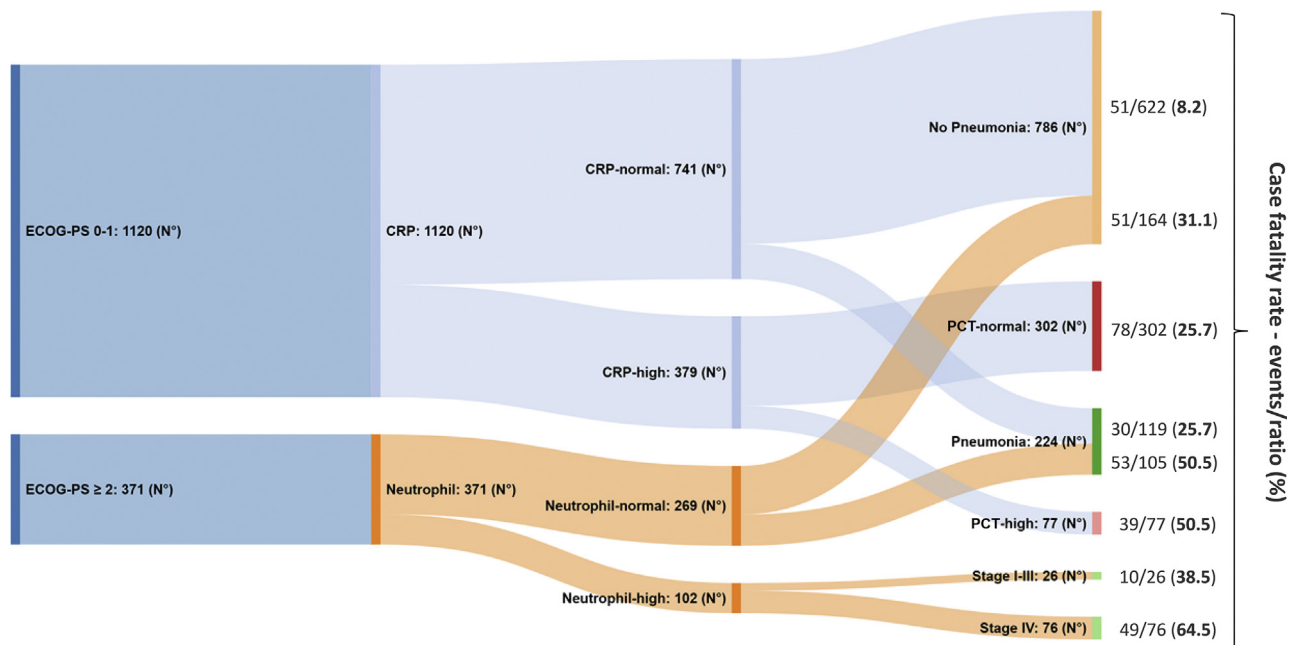 ECOG-PS 0-1: 1120 (N°)
ECOG-PS ≥ 2: 371 (N°)
CRP: 1120 (N°)
Neutrophil: 371 (N°)
CRP-normal: 741 (N°)
CRP-high: 379 (N°)
Neutrophil-normal: 269 (N°)
Neutrophil-high: 102 (N°)
No Pneumonia: 786 (N°)
PCT-normal: 302 (N°)
Pneumonia: 224 (N°)
PCT-high: 77 (N°)
Stage I-III: 26 (N°)
Stage IV: 76 (N°)
51/622 (8.2)
51/164 (31.1)
78/302 (25.7)
30/119 (25.7)
53/105 (50.5)
39/77 (50.5)
10/26 (38.5)
49/76 (64.5)
Case fatality rate - events/ratio (%)